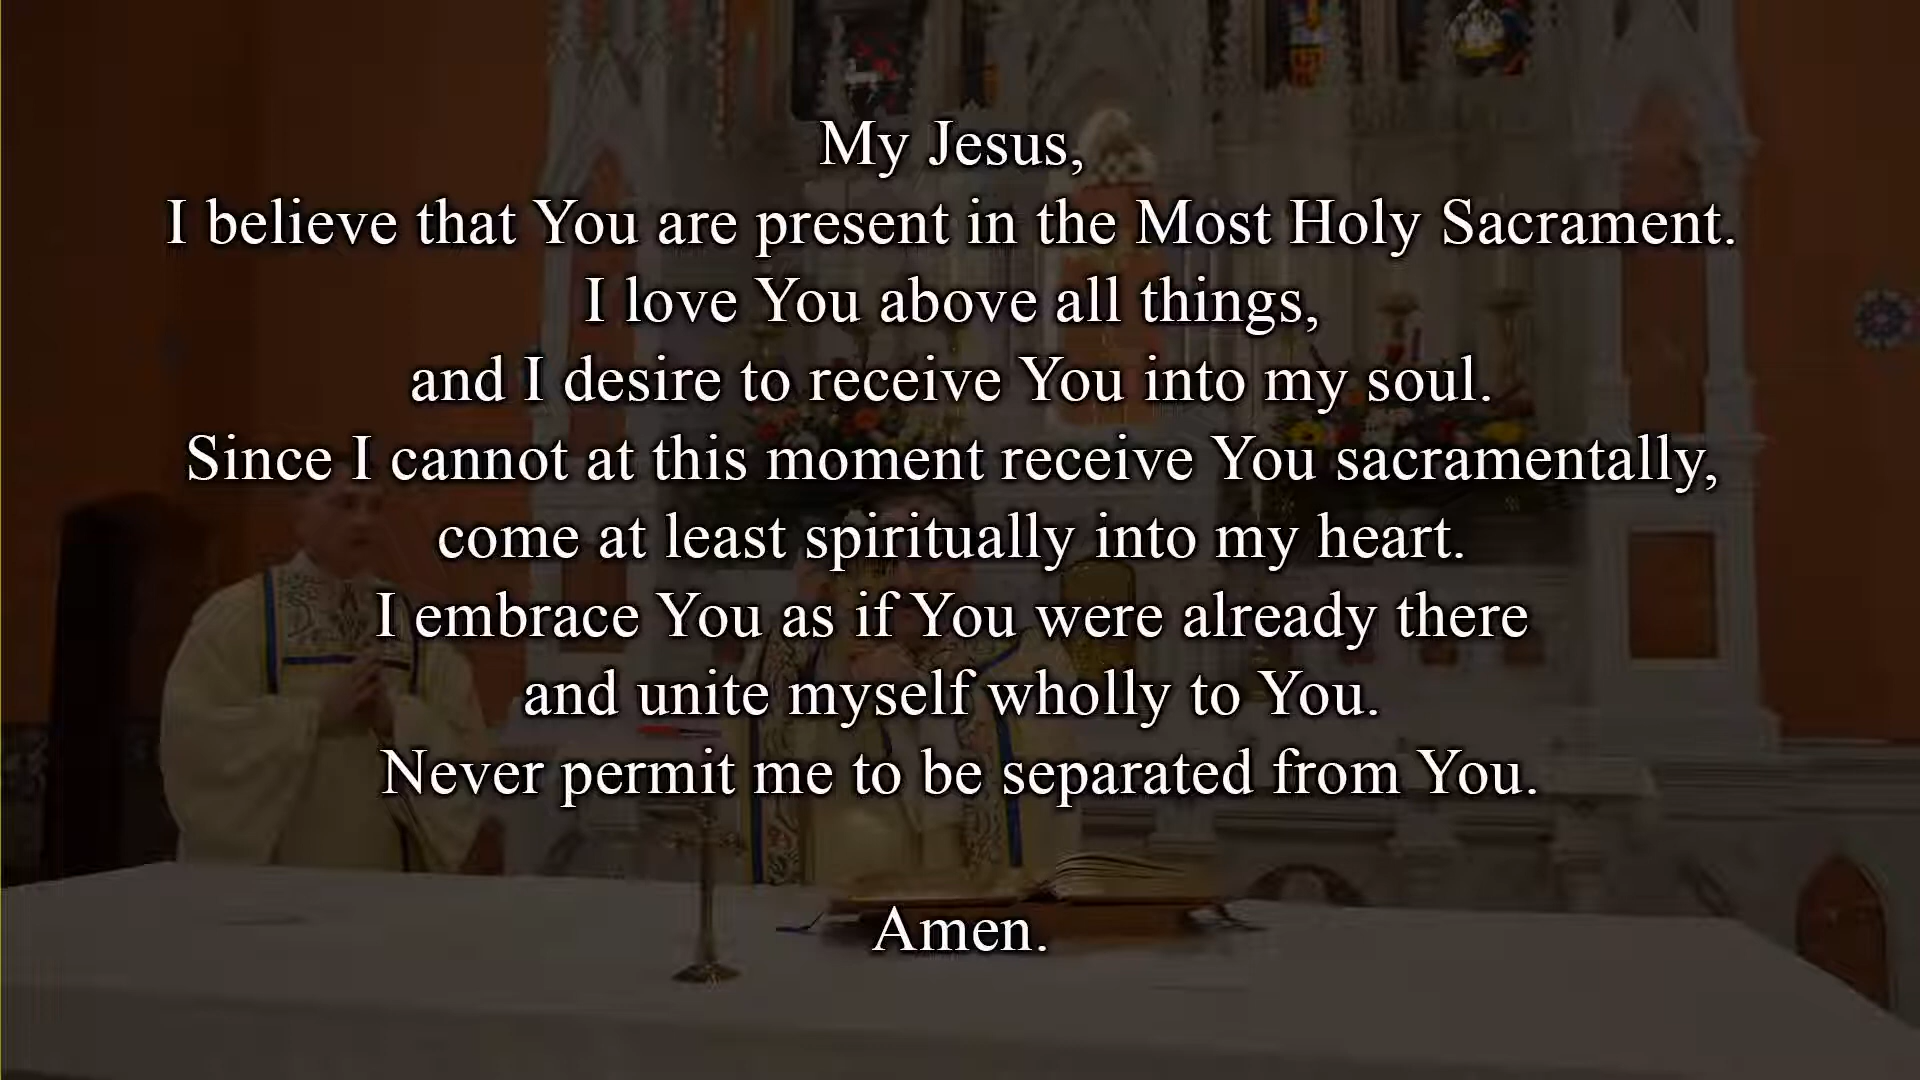 My Jesus,
I believe that You are present in the Most Holy Sacrament.
I love You above all things,
and I desire to receive You into my soul.
Since I cannot at this moment receive You sacramentally,
come at least spiritually into my heart.
I embrace You as if You were already there
and unite myself wholly to You.
Never permit me to be separated from You.
Amen.